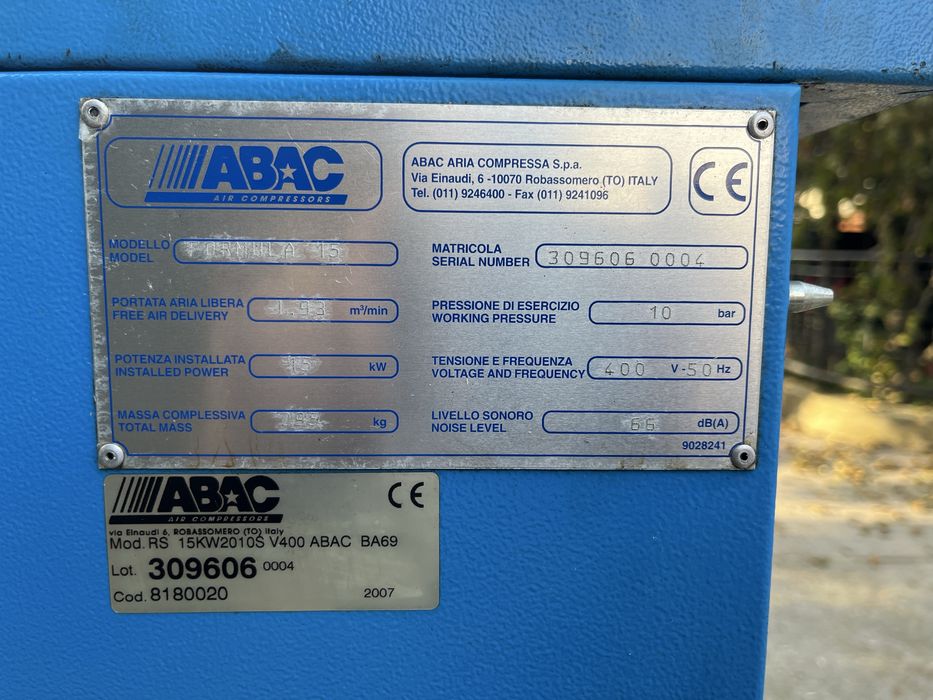 ABAC
AIR COMPRESSORS
ABAC ARIA COMPRESSA S.p.a.
Via Einaudi, 6 -10070 Robassomero (TO) ITALY
Tel. (011) 9246400 - Fax (011) 9241096
CE
MODELLO
MODEL
FORMULA 15
MATRICOLA
SERIAL NUMBER
309606 0004
PORTATA ARIA LIBERA
FREE AIR DELIVERY
1,93 m³/min
PRESSIONE DI ESERCIZIO
WORKING PRESSURE
10 bar
POTENZA INSTALLATA
INSTALLED POWER
15 kW
TENSIONE E FREQUENZA
VOLTAGE AND FREQUENCY
400 V-50 Hz
MASSA COMPLESSIVA
TOTAL MASS
kg
LIVELLO SONORO
NOISE LEVEL
66 dB(A)
9028241
ABAC
AIR COMPRESSORS
CE
via Einaudi 6, ROBASSOMERO (TO) Italy
Mod. RS 15KW2010S V400 ABAC BA69
Lot. 309606 0004
Cod. 8180020 2007